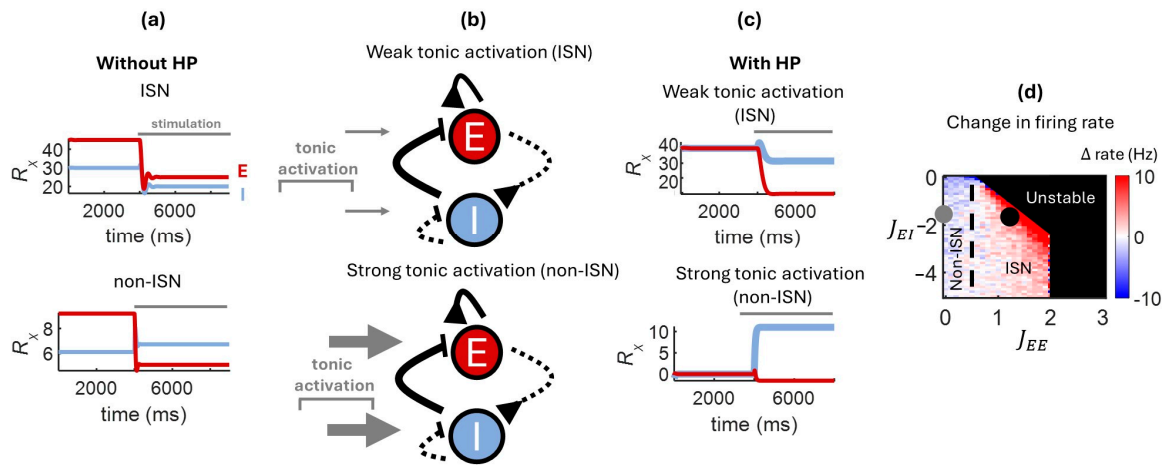 (a)
Without HP
ISN
stimulation
40
30
20
R_χ
E
I
2000 6000
time (ms)
non-ISN
8
6
R_χ
2000 6000
time (ms)
(b)
Weak tonic activation (ISN)
tonic
activation
E
I
Strong tonic activation (non-ISN)
tonic
activation
E
I
(c)
With HP
Weak tonic activation
(ISN)
40
30
20
R_χ
2000 6000
time (ms)
Strong tonic activation
(non-ISN)
10
5
0
R_χ
2000 6000
time (ms)
(d)
Change in firing rate
Δ rate (Hz)
0
-2
-4
J_EI
Non-ISN
ISN
Unstable
10
0
-10
0 1 2 3
J_EE